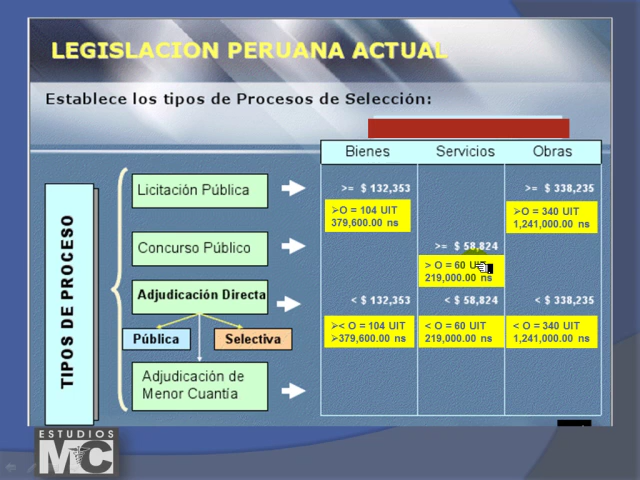 LEGISLACION PERUANA ACTUAL
Establece los tipos de Procesos de Selección:
Bienes Servicios Obras
TIPOS DE PROCESO
Licitación Pública
>= $ 132,353 >= $ 338,235
O = 104 UIT
379,600.00 ns
O = 340 UIT
1,241,000.00 ns
Concurso Público
>= $ 58,824
> O = 60 UIT
219,000.00 ns
Adjudicación Directa
< $ 132,353 < $ 58,824 < $ 338,235
Pública Selectiva
< O = 104 UIT
379,600.00 ns
< O = 60 UIT
219,000.00 ns
< O = 340 UIT
1,241,000.00 ns
Adjudicación de
Menor Cuantía
ESTUDIOS
MC